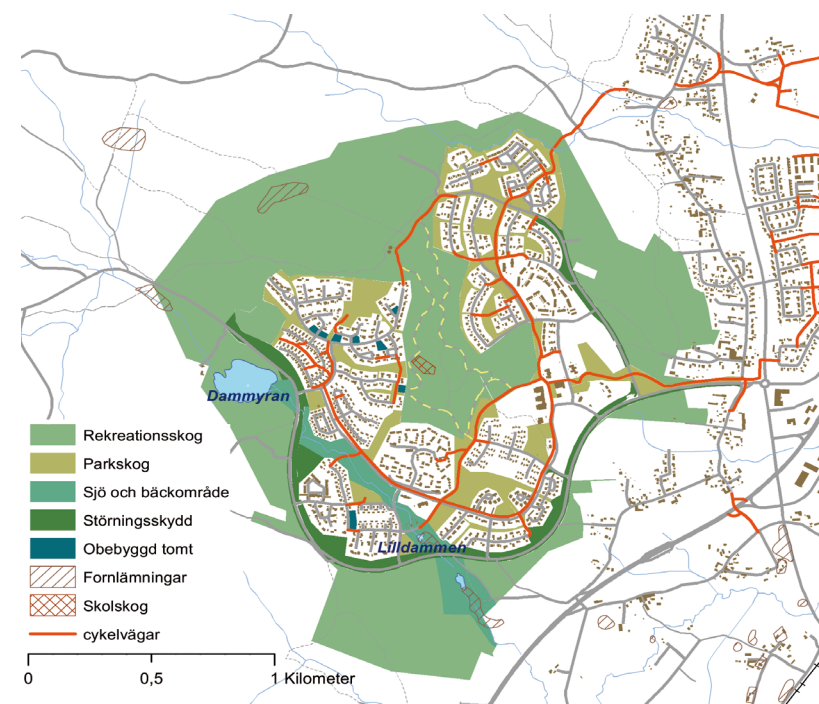 Dammyran
Rekreationsskog
Parkskog
Sjö och bäckområde
Störningsskydd
Obebyggd tomt
Lilldammen
Fornlämningar
Skolskog
cykelvägar
0 0,5 1 Kilometer